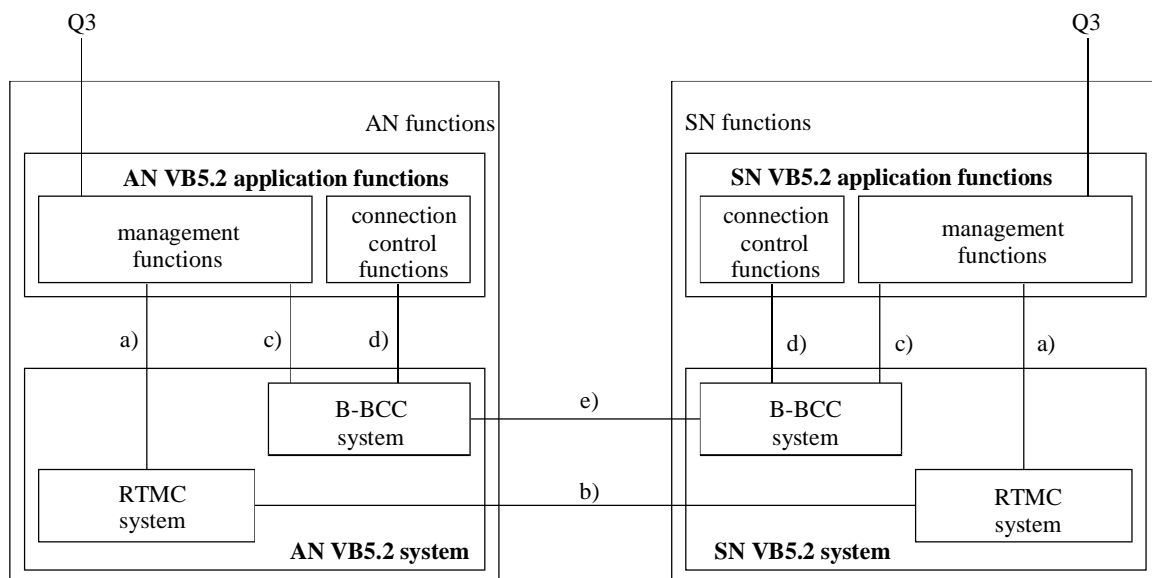 Q3
Q3
AN functions
SN functions
AN VB5.2 application functions
SN VB5.2 application functions
management
functions
connection
control
functions
connection
control
functions
management
functions
a)
c)
d)
d)
c)
a)
B-BCC
system
e)
B-BCC
system
RTMC
system
b)
RTMC
system
AN VB5.2 system
SN VB5.2 system